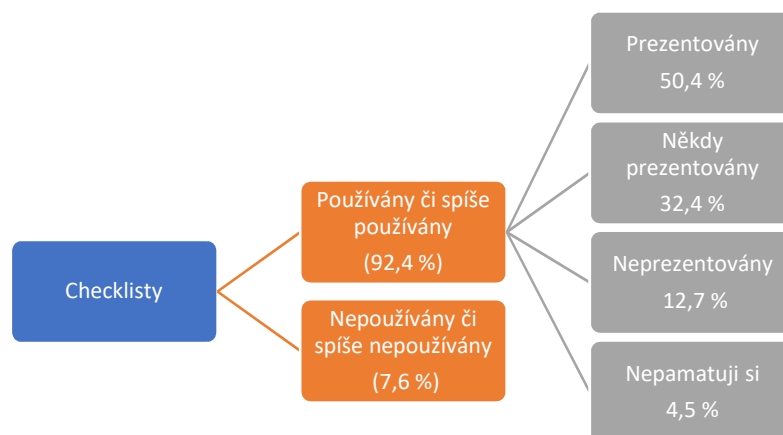 Checklisty
Používány či spíše
používány
(92,4 %)
Nepoužívány či
spíše nepoužívány
(7,6 %)
Prezentovány
50,4 %
Někdy
prezentovány
32,4 %
Neprezentovány
12,7 %
Nepamatuji si
4,5 %